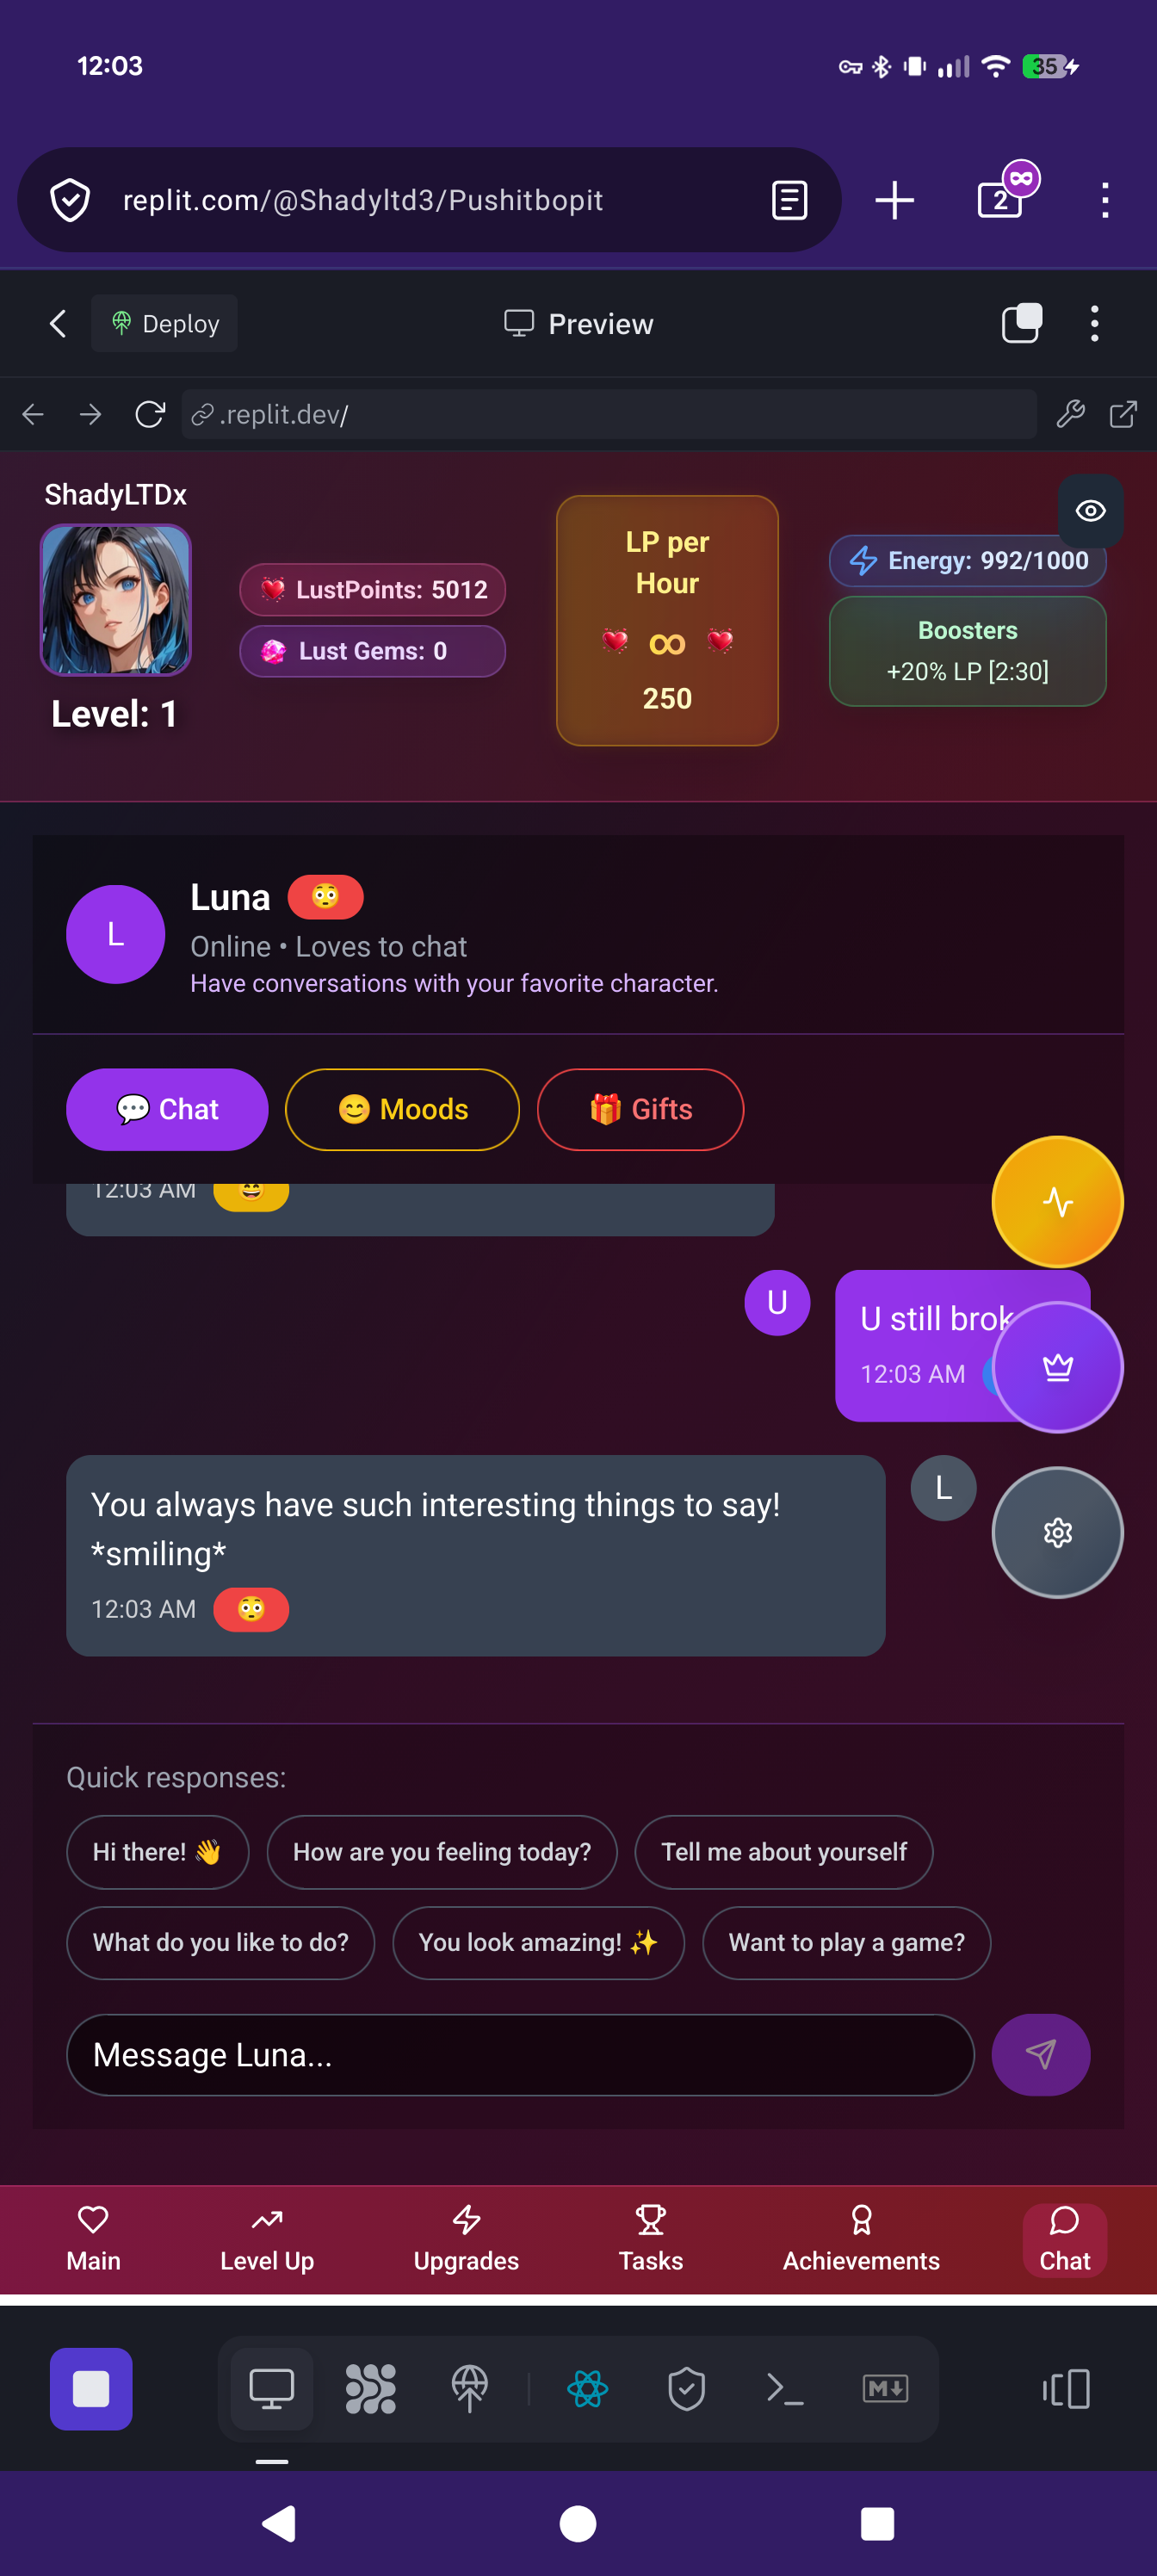 12:03
35
replit.com/@Shadyltd3/Pushitbopit
2
Deploy
Preview
.replit.dev/
ShadyLTDx
Level: 1
💓 LustPoints: 5012
Lust Gems: 0
LP per
Hour
💓 ∞ 💓
250
Energy: 992/1000
Boosters
+20% LP [2:30]
L
Luna 😳
Online • Loves to chat
Have conversations with your favorite character.
💬 Chat
😊 Moods
🎁 Gifts
12:03 AM 😄
U
U still brok
12:03 AM
You always have such interesting things to say!
*smiling*
12:03 AM 😳
L
Quick responses:
Hi there! 👋
How are you feeling today?
Tell me about yourself
What do you like to do?
You look amazing! ✨
Want to play a game?
Message Luna...
Main
Level Up
Upgrades
Tasks
Achievements
Chat
M